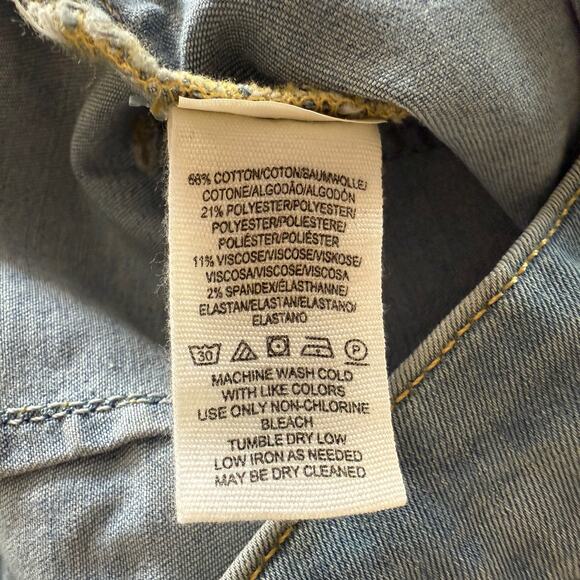 66% COTTON/COTON/BAUMWOLLE/
COTONE/ALGODÃO/ALGODÓN
21% POLYESTER/POLYESTER/
POLYESTER/POLIESTERE/
POLIÉSTER/POLIÉSTER
11% VISCOSE/VISCOSE/VISKOSE/
VISCOSA/VISCOSE/VISCOSA
2% SPANDEX/ÉLASTHANNE/
ELASTAN/ELASTAN/ELASTANO/
ELASTANO
30 P
MACHINE WASH COLD
WITH LIKE COLORS
USE ONLY NON-CHLORINE
BLEACH
TUMBLE DRY LOW
LOW IRON AS NEEDED
MAY BE DRY CLEANED